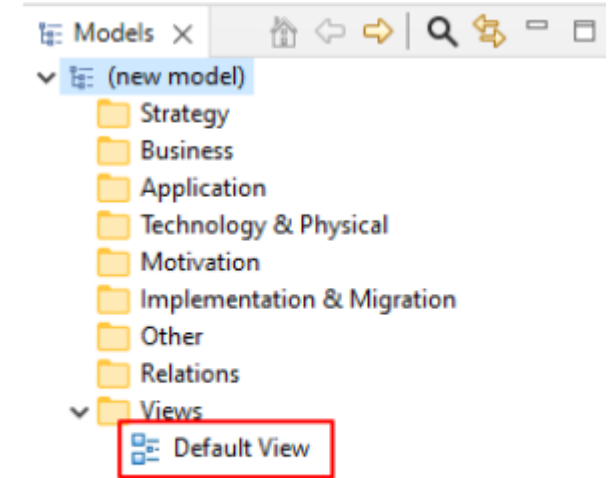 Models
(new model)
Strategy
Business
Application
Technology & Physical
Motivation
Implementation & Migration
Other
Relations
Views
Default View